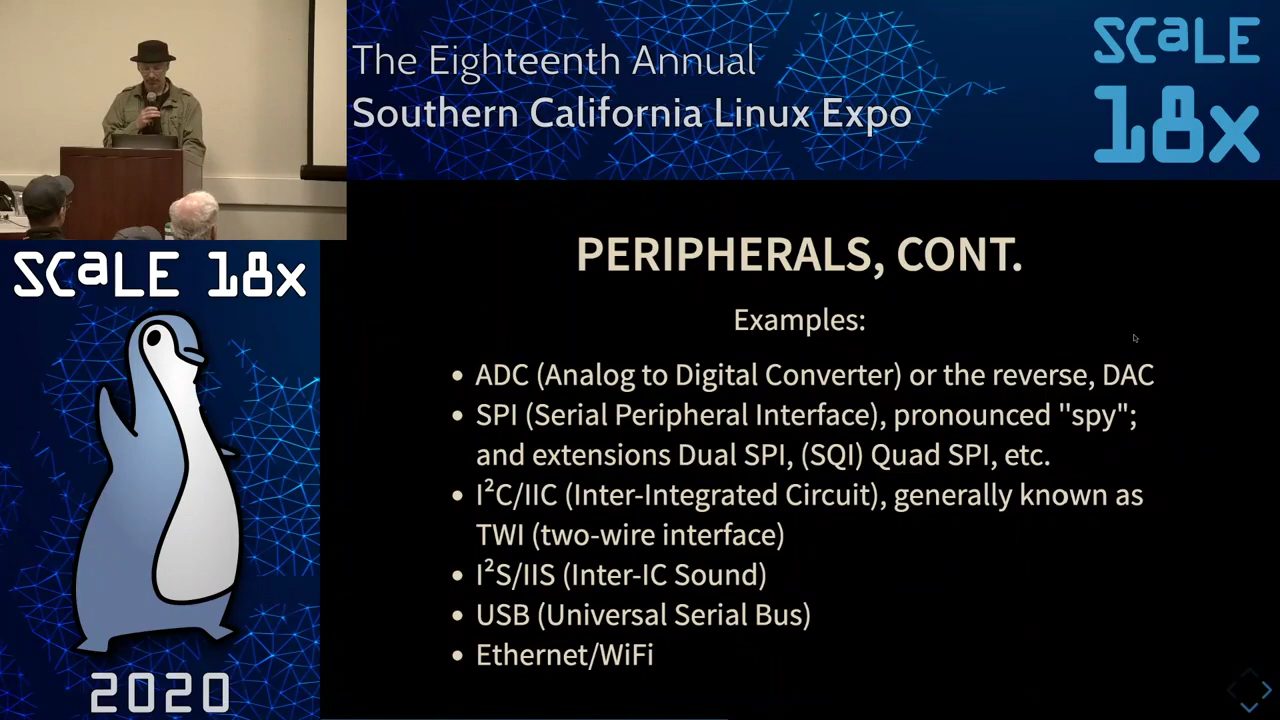 The Eighteenth Annual
Southern California Linux Expo
SCaLE
18x
SCaLE 18x
2020
PERIPHERALS, CONT.
Examples:
• ADC (Analog to Digital Converter) or the reverse, DAC
• SPI (Serial Peripheral Interface), pronounced "spy";
and extensions Dual SPI, (SQI) Quad SPI, etc.
• I²C/IIC (Inter-Integrated Circuit), generally known as
TWI (two-wire interface)
• I²S/IIS (Inter-IC Sound)
• USB (Universal Serial Bus)
• Ethernet/WiFi